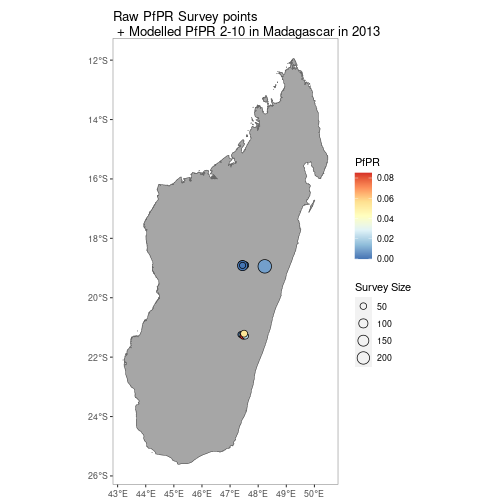 Raw PfPR Survey points
+ Modelled PfPR 2-10 in Madagascar in 2013
12°S
14°S
16°S
18°S
20°S
22°S
24°S
26°S
43°E 44°E 45°E 46°E 47°E 48°E 49°E 50°E
PfPR
0.08
0.06
0.04
0.02
0.00
Survey Size
50
100
150
200